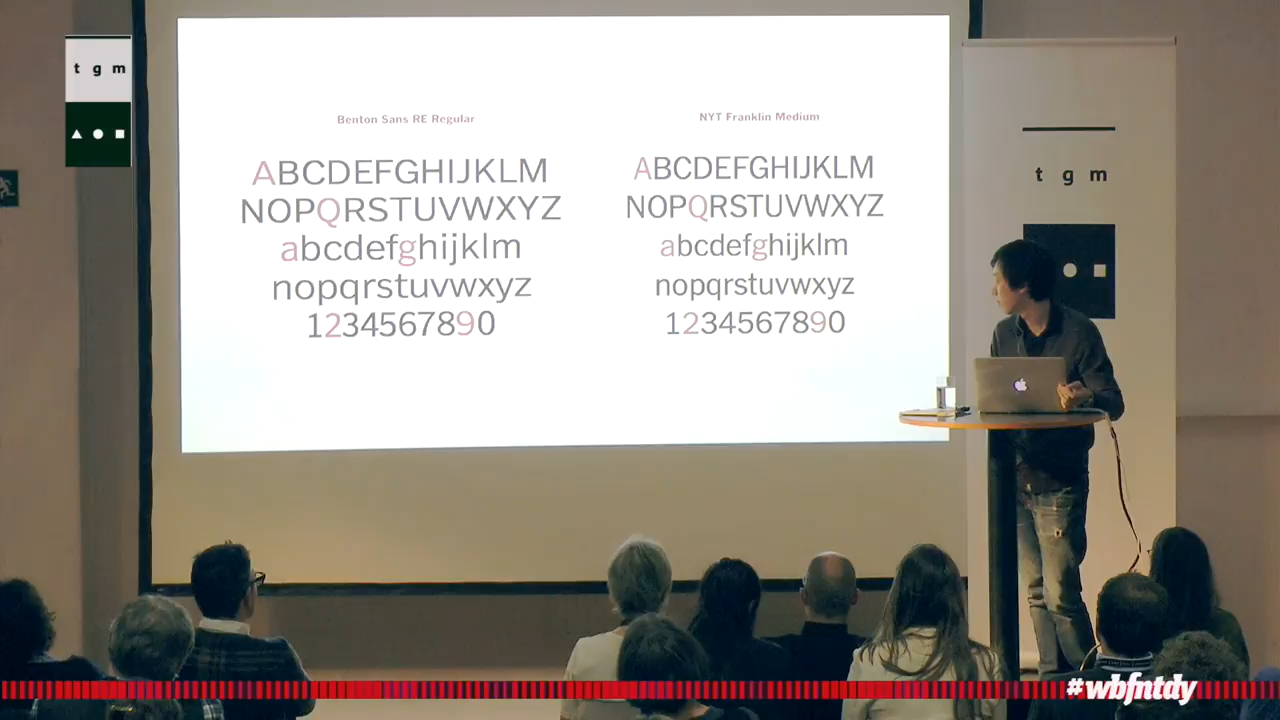 t g m
Benton Sans RE Regular
ABCDEFGHIJKLM
NOPQRSTUVWXYZ
abcdefghijklm
nopqrstuvwxyz
1234567890
NYT Franklin Medium
ABCDEFGHIJKLM
NOPQRSTUVWXYZ
abcdefghijklm
nopqrstuvwxyz
1234567890
t g m
#wbfntdy